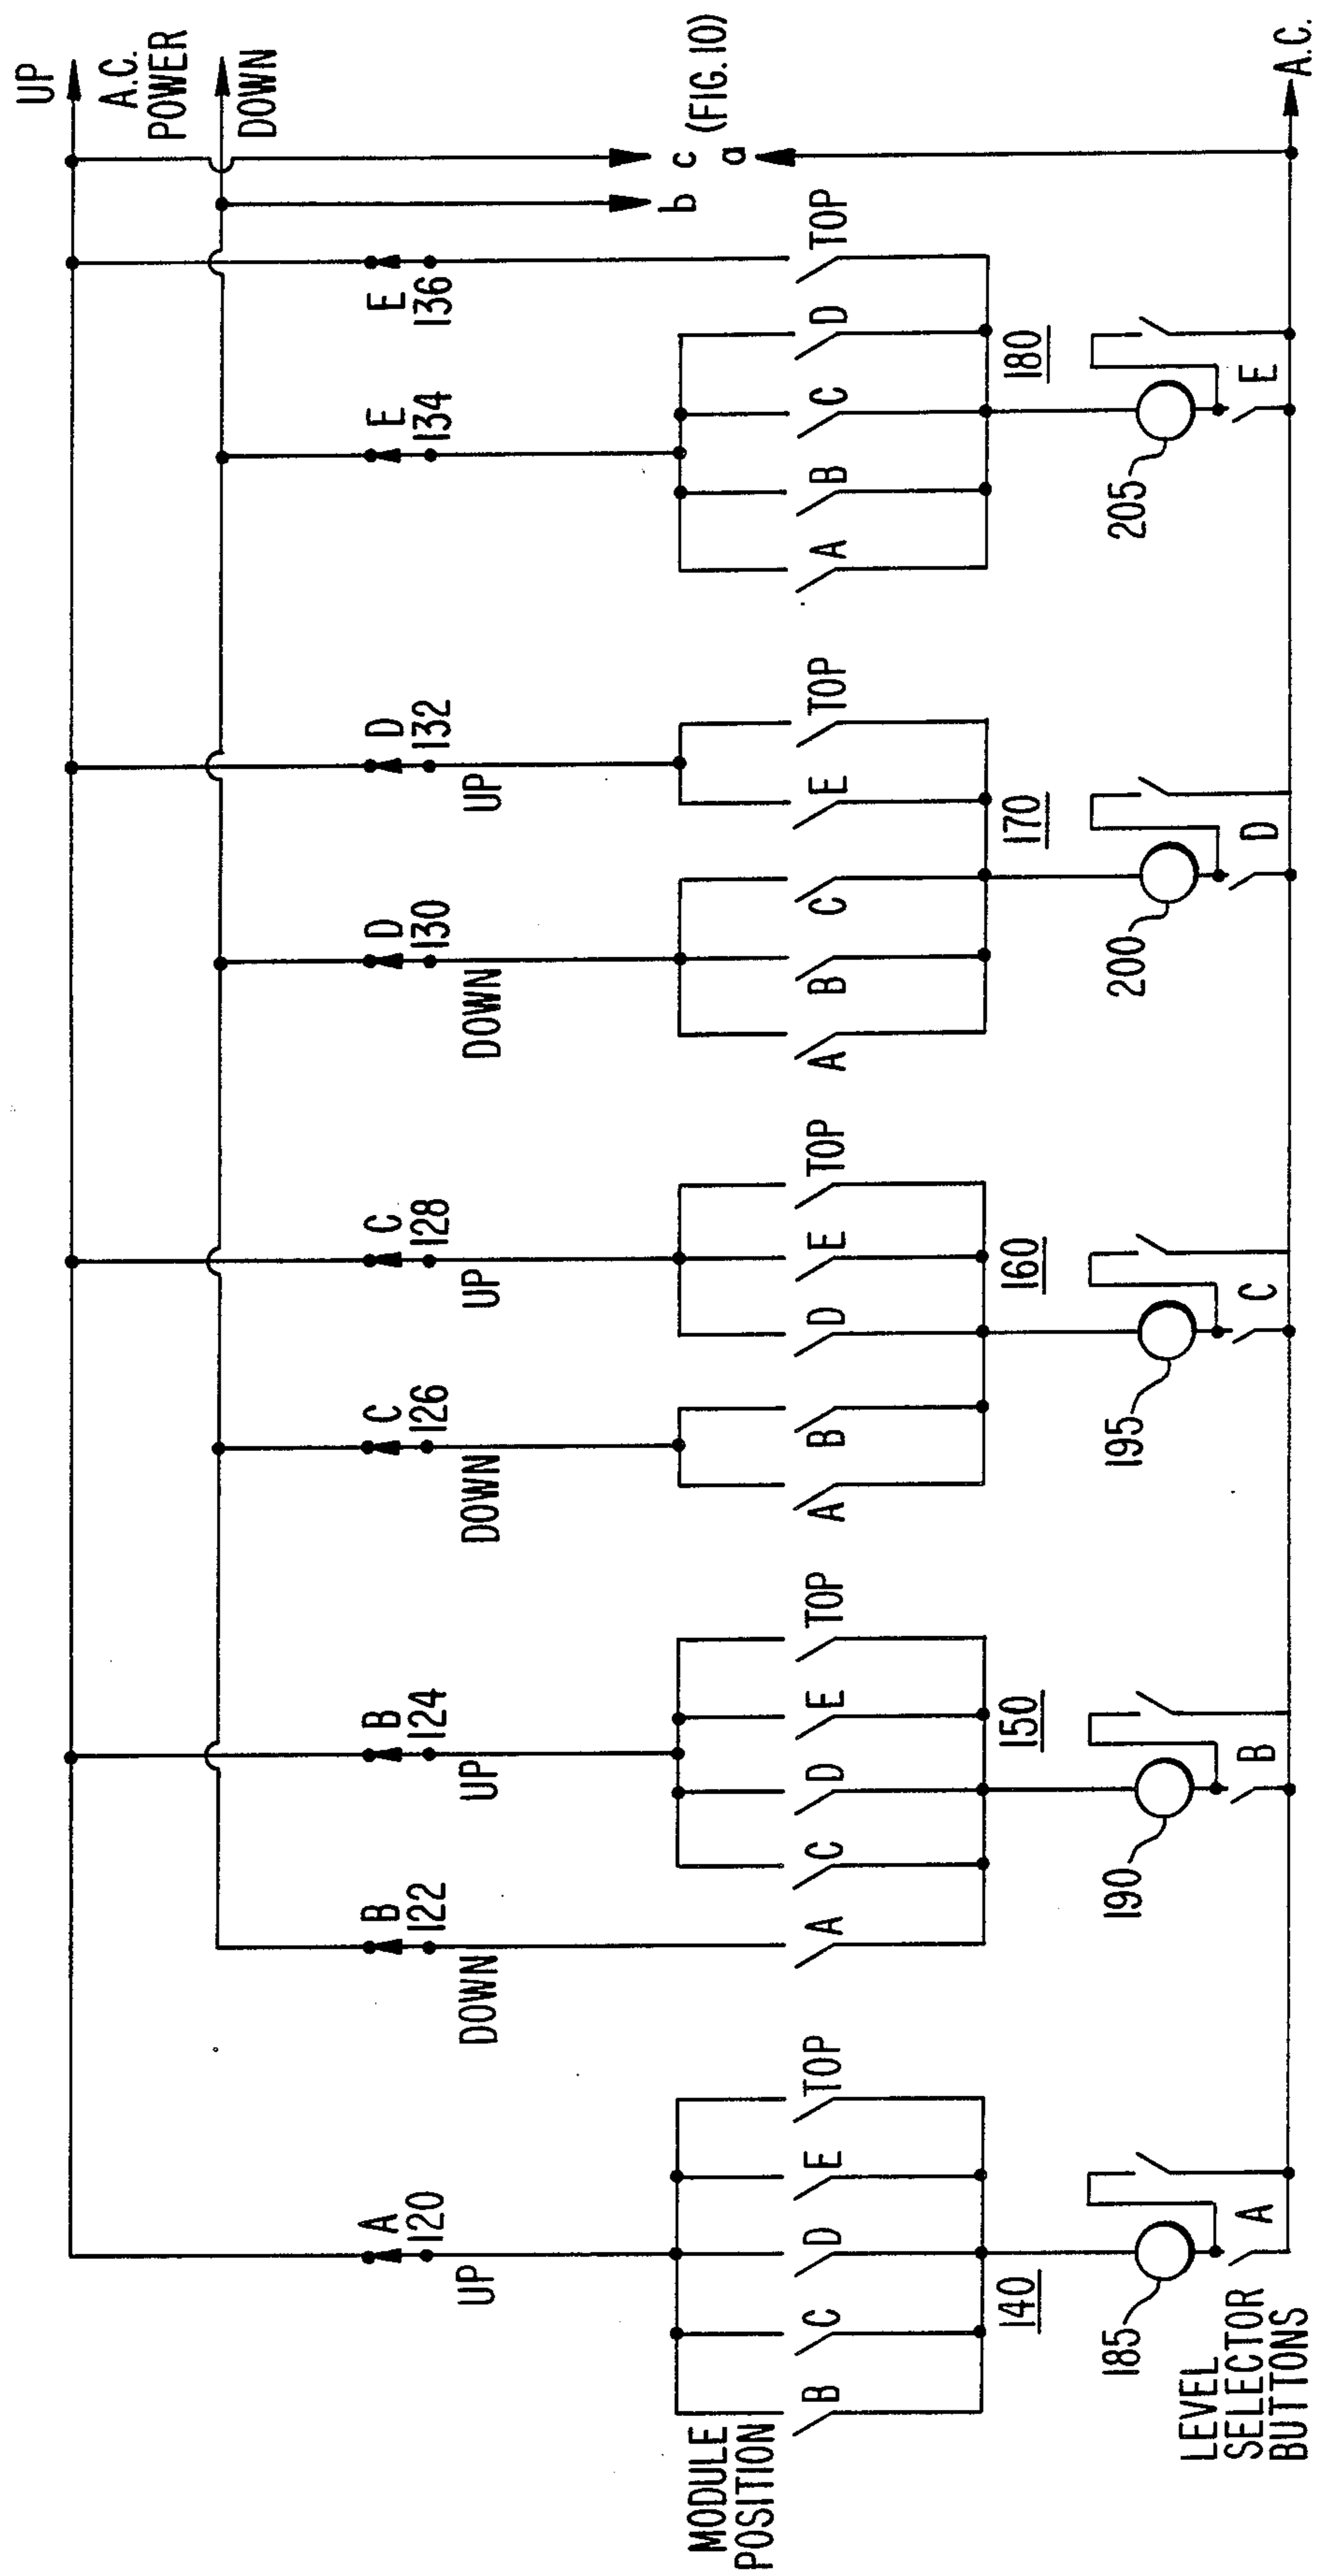 UP
A.C.
POWER
DOWN
c
(FIG. 10)
a
b
A.C.
A
120
UP
B
122
DOWN
B
124
UP
C
126
DOWN
C
128
UP
D
130
DOWN
D
132
UP
E
134
E
136
MODULE
POSITION
B
C
D
E
TOP
A
C
D
E
TOP
A
B
D
E
TOP
A
B
C
E
TOP
A
B
C
D
TOP
140
150
160
170
180
185
190
195
200
205
LEVEL
SELECTOR
BUTTONS
A
B
C
D
E